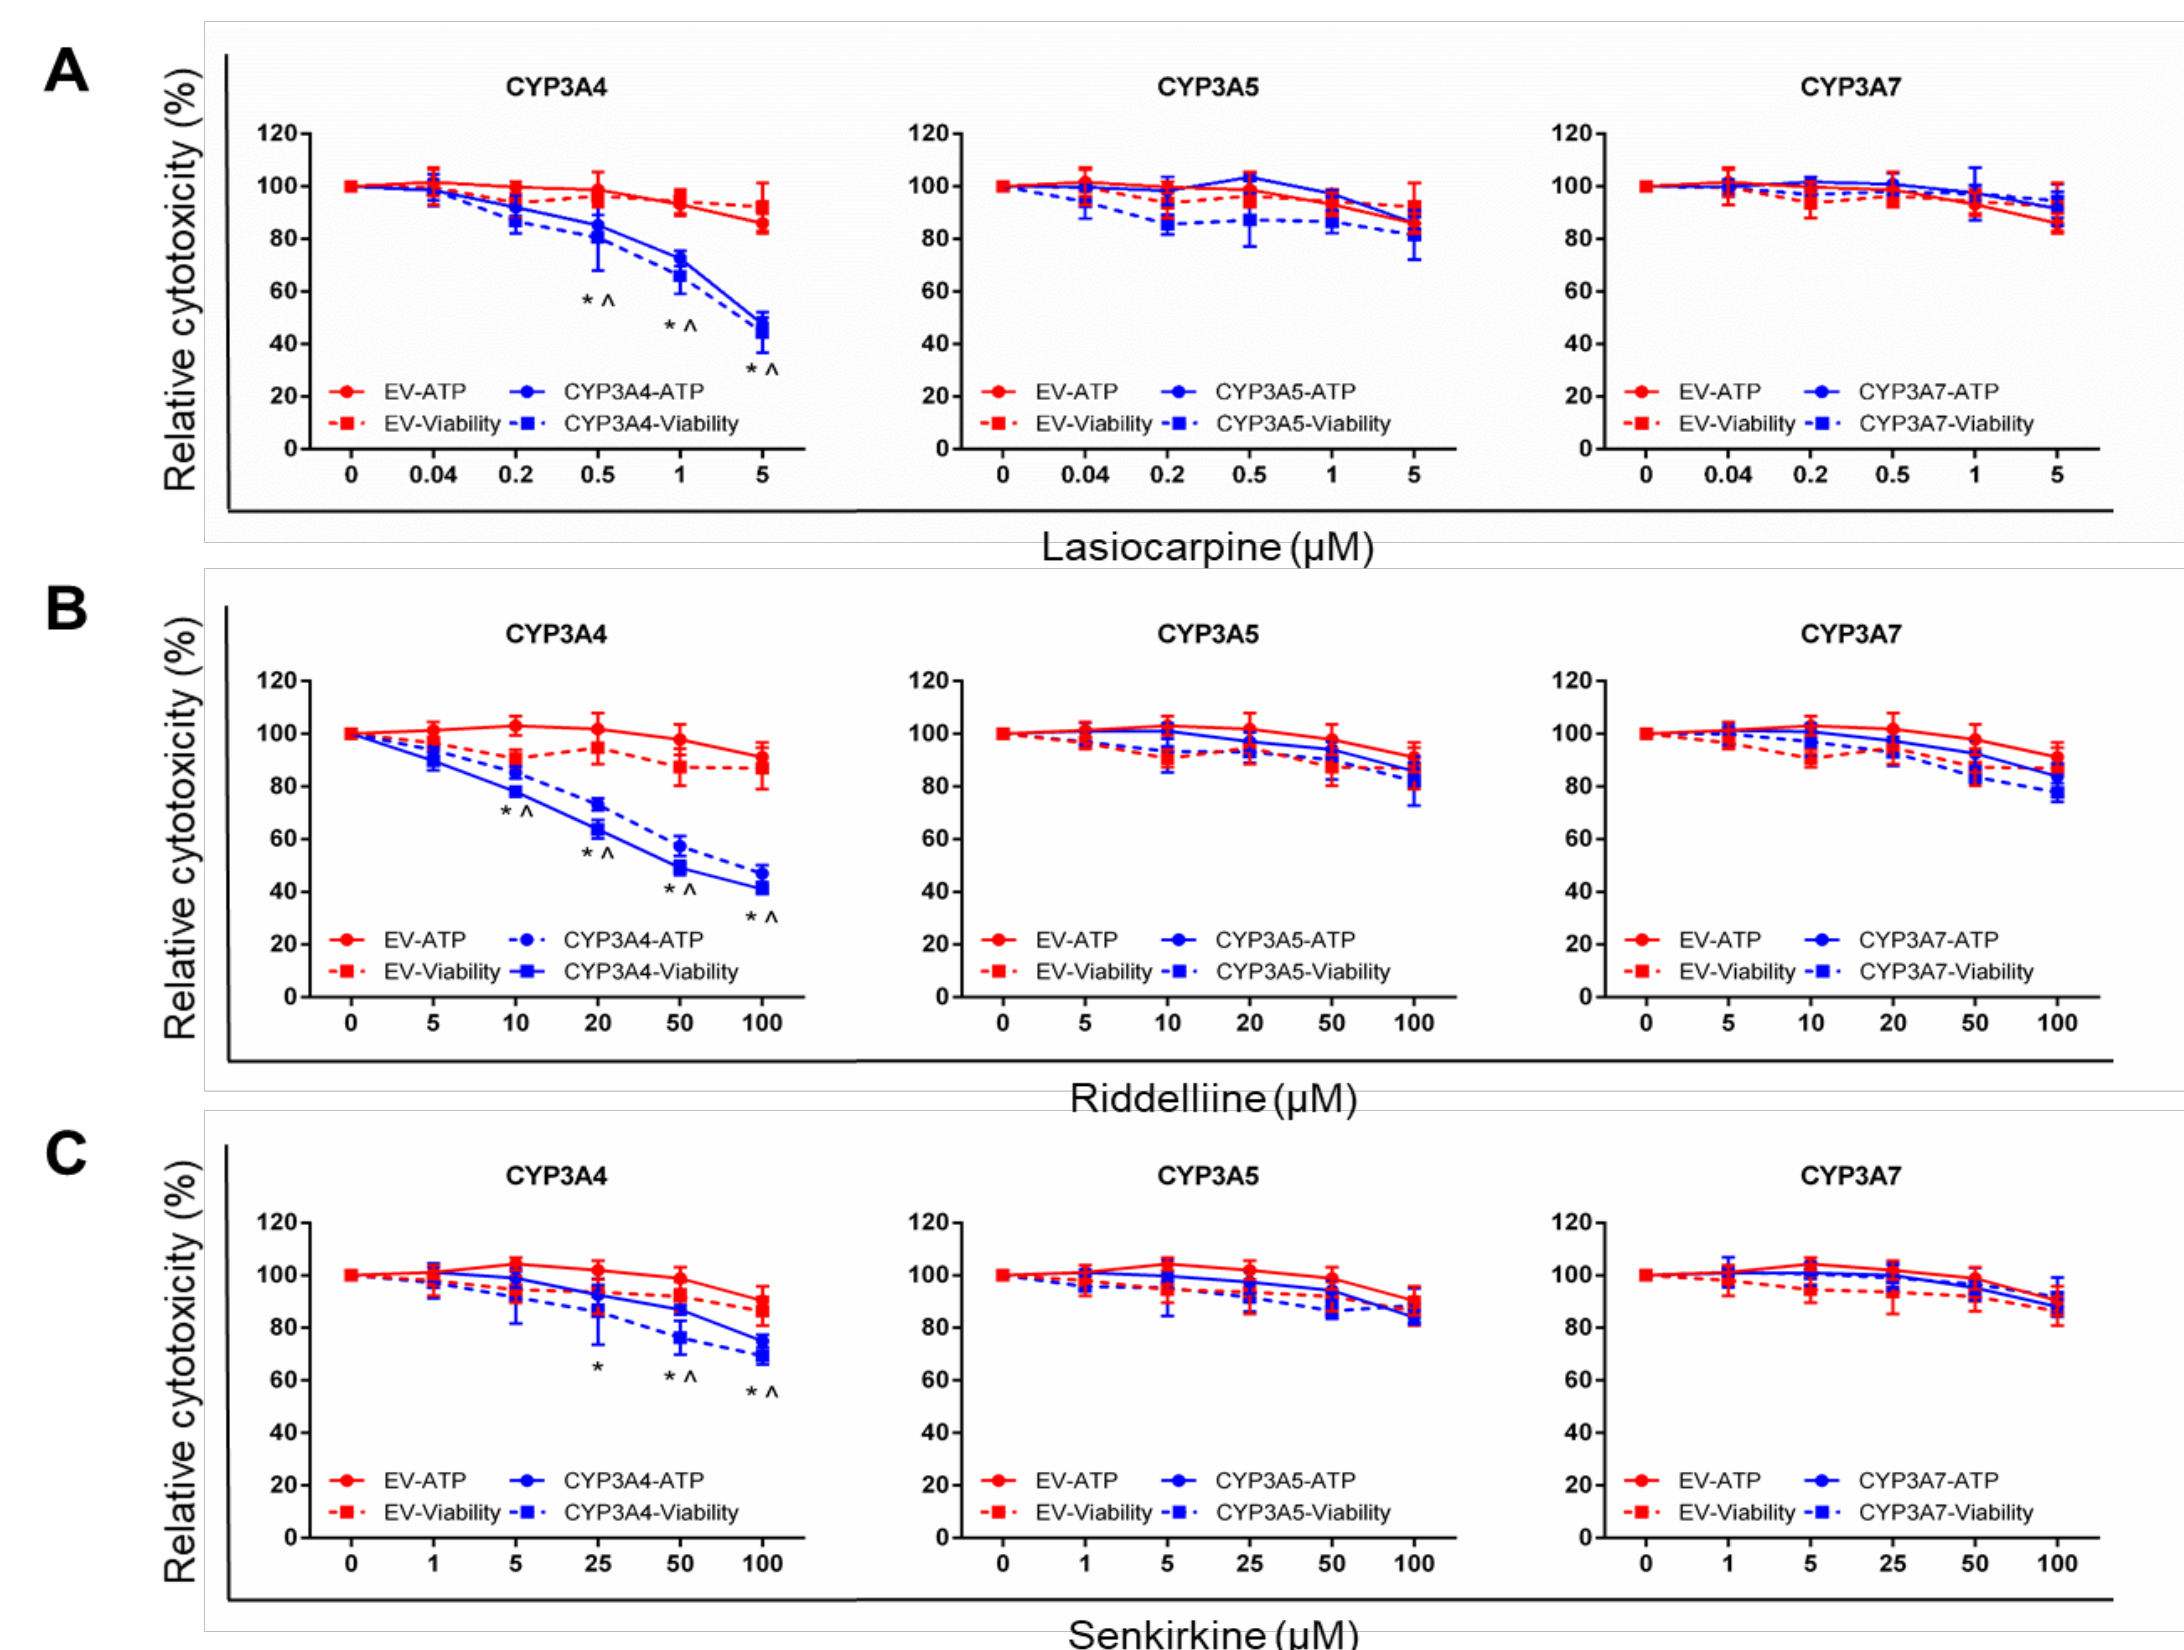 A
Relative cytotoxicity (%)
CYP3A4
120
100
80
60
40
20
0
* ^
* ^
* ^
EV-ATP CYP3A4-ATP
EV-Viability CYP3A4-Viability
0 0.04 0.2 0.5 1 5
CYP3A5
120
100
80
60
40
20
0
EV-ATP CYP3A5-ATP
EV-Viability CYP3A5-Viability
0 0.04 0.2 0.5 1 5
CYP3A7
120
100
80
60
40
20
0
EV-ATP CYP3A7-ATP
EV-Viability CYP3A7-Viability
0 0.04 0.2 0.5 1 5
Lasiocarpine (µM)
B
Relative cytotoxicity (%)
CYP3A4
120
100
80
60
40
20
0
* ^
* ^
* ^
* ^
EV-ATP CYP3A4-ATP
EV-Viability CYP3A4-Viability
0 5 10 20 50 100
CYP3A5
120
100
80
60
40
20
0
EV-ATP CYP3A5-ATP
EV-Viability CYP3A5-Viability
0 5 10 20 50 100
CYP3A7
120
100
80
60
40
20
0
EV-ATP CYP3A7-ATP
EV-Viability CYP3A7-Viability
0 5 10 20 50 100
Riddelliine (µM)
C
Relative cytotoxicity (%)
CYP3A4
120
100
80
60
40
20
0
*
* ^
* ^
EV-ATP CYP3A4-ATP
EV-Viability CYP3A4-Viability
0 1 5 25 50 100
CYP3A5
120
100
80
60
40
20
0
EV-ATP CYP3A5-ATP
EV-Viability CYP3A5-Viability
0 1 5 25 50 100
CYP3A7
120
100
80
60
40
20
0
EV-ATP CYP3A7-ATP
EV-Viability CYP3A7-Viability
0 1 5 25 50 100
Senkirkine (µM)